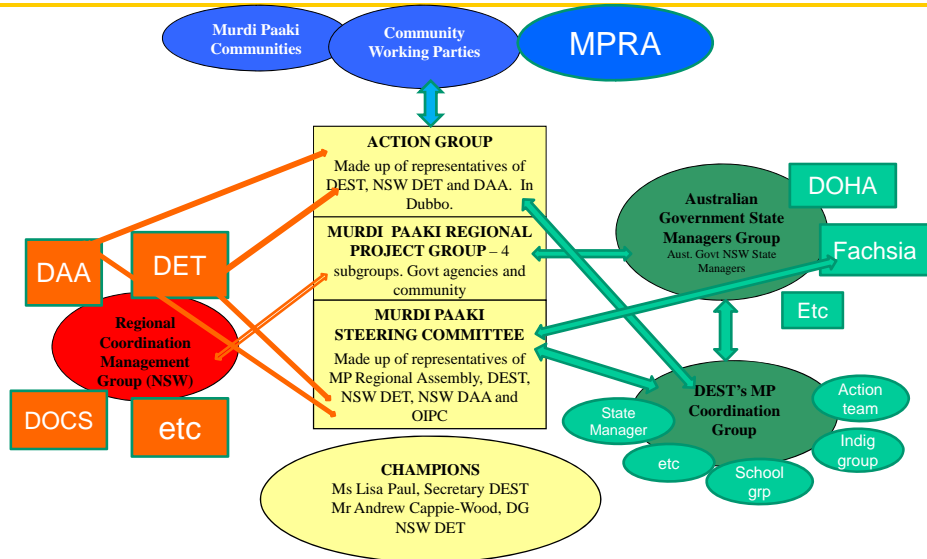 Murdi Paaki
Communities
Community
Working Parties
MPRA
ACTION GROUP
Made up of representatives of
DEST, NSW DET and DAA.  In
Dubbo.
MURDI  PAAKI REGIONAL
PROJECT GROUP – 4
subgroups. Govt agencies and
community
MURDI PAAKI
STEERING COMMITTEE
Made up of representatives of
MP Regional Assembly, DEST,
NSW DET, NSW DAA and
OIPC
CHAMPIONS
Ms Lisa Paul, Secretary DEST
Mr Andrew Cappie-Wood, DG
NSW DET
DAA
DET
Regional
Coordination
Management
Group (NSW)
DOCS
etc
Australian
Government State
Managers Group
Aust. Govt NSW State
Managers
DOHA
Fachsia
Etc
DEST's MP
Coordination
Group
State
Manager
etc
School
grp
Indig
group
Action
team